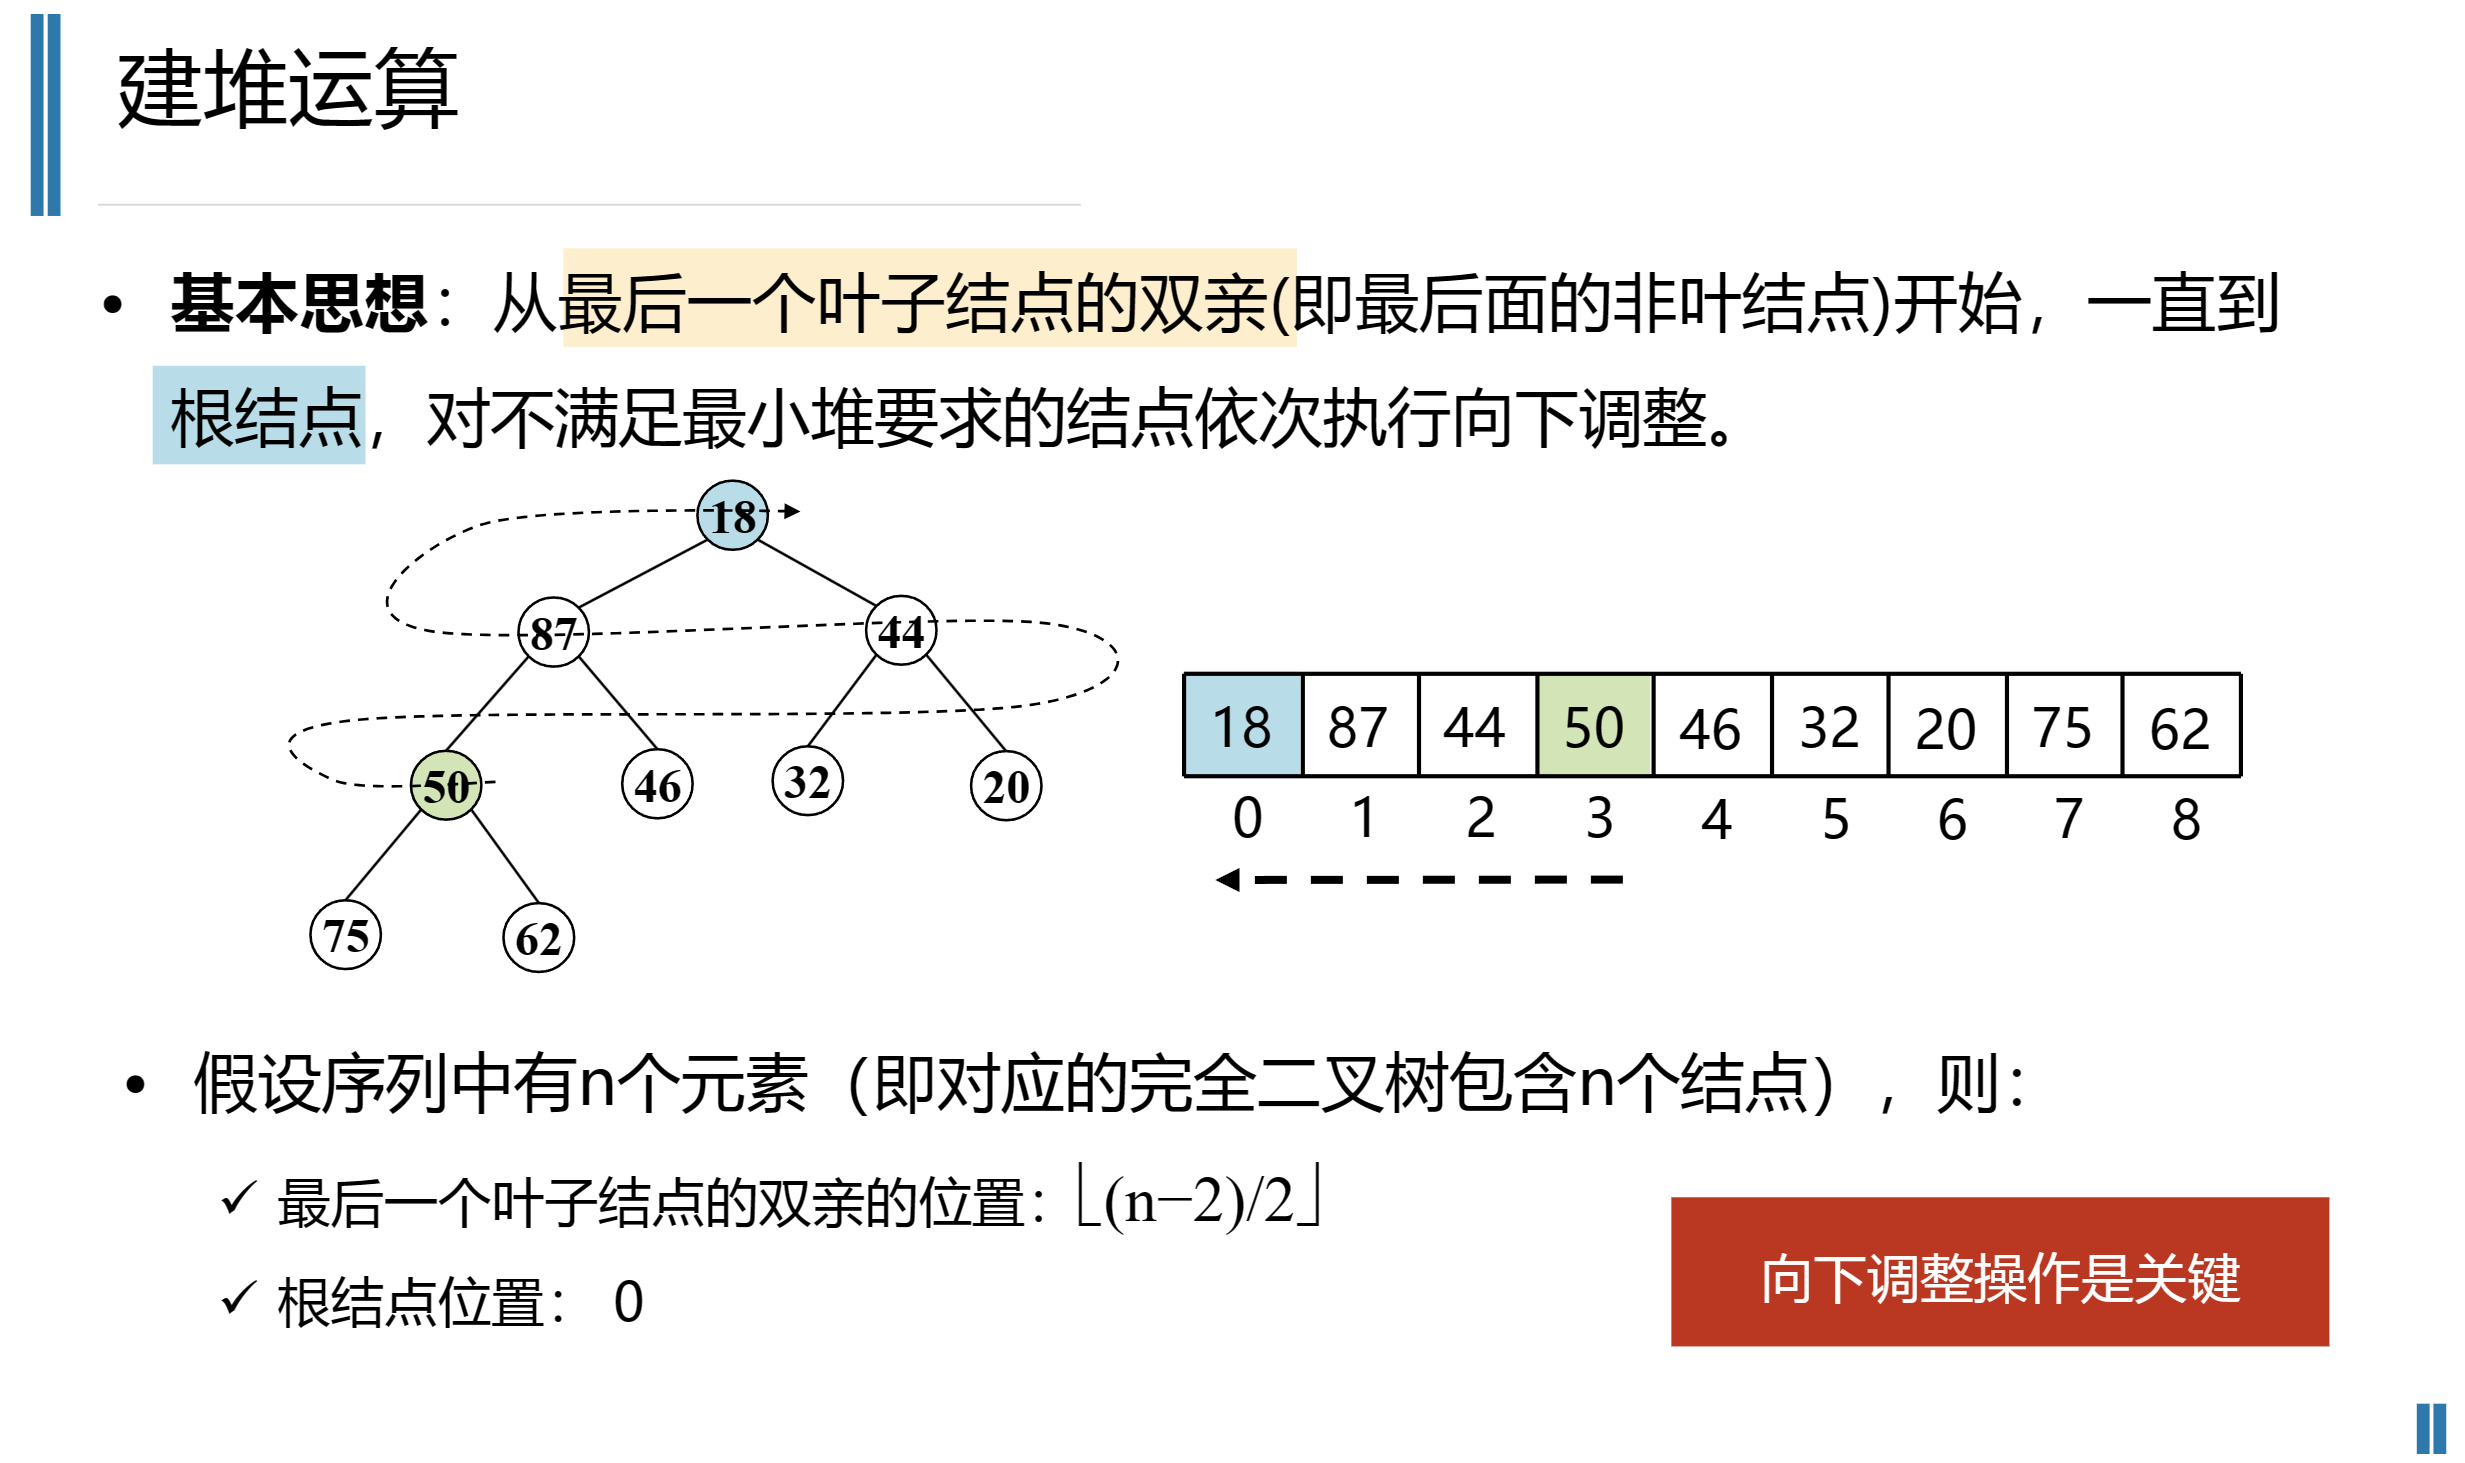 建堆运算
• 基本思想：从最后一个叶子结点的双亲(即最后面的非叶结点)开始，一直到
根结点，对不满足最小堆要求的结点依次执行向下调整。
18
87 44
50 46 32 20
75 62
18 87 44 50 46 32 20 75 62
0 1 2 3 4 5 6 7 8
• 假设序列中有n个元素（即对应的完全二叉树包含n个结点），则：
✓ 最后一个叶子结点的双亲的位置：⌊(n−2)/2⌋
✓ 根结点位置： 0
向下调整操作是关键